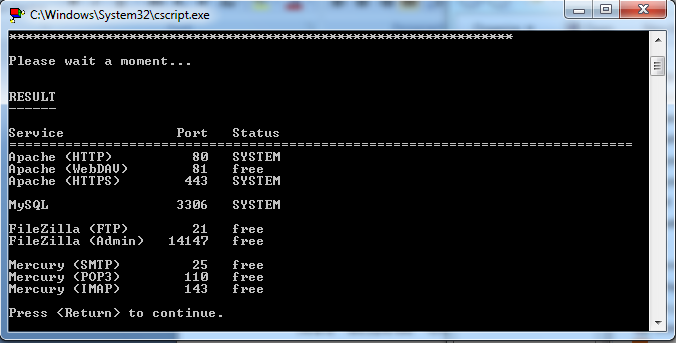 C:\Windows\System32\cscript.exe
***************************************************************
Please wait a moment...
RESULT
------
Service Port Status
===============================================================================
Apache (HTTP) 80 SYSTEM
Apache (WebDAV) 81 free
Apache (HTTPS) 443 SYSTEM
MySQL 3306 SYSTEM
FileZilla (FTP) 21 free
FileZilla (Admin) 14147 free
Mercury (SMTP) 25 free
Mercury (POP3) 110 free
Mercury (IMAP) 143 free
Press <Return> to continue.